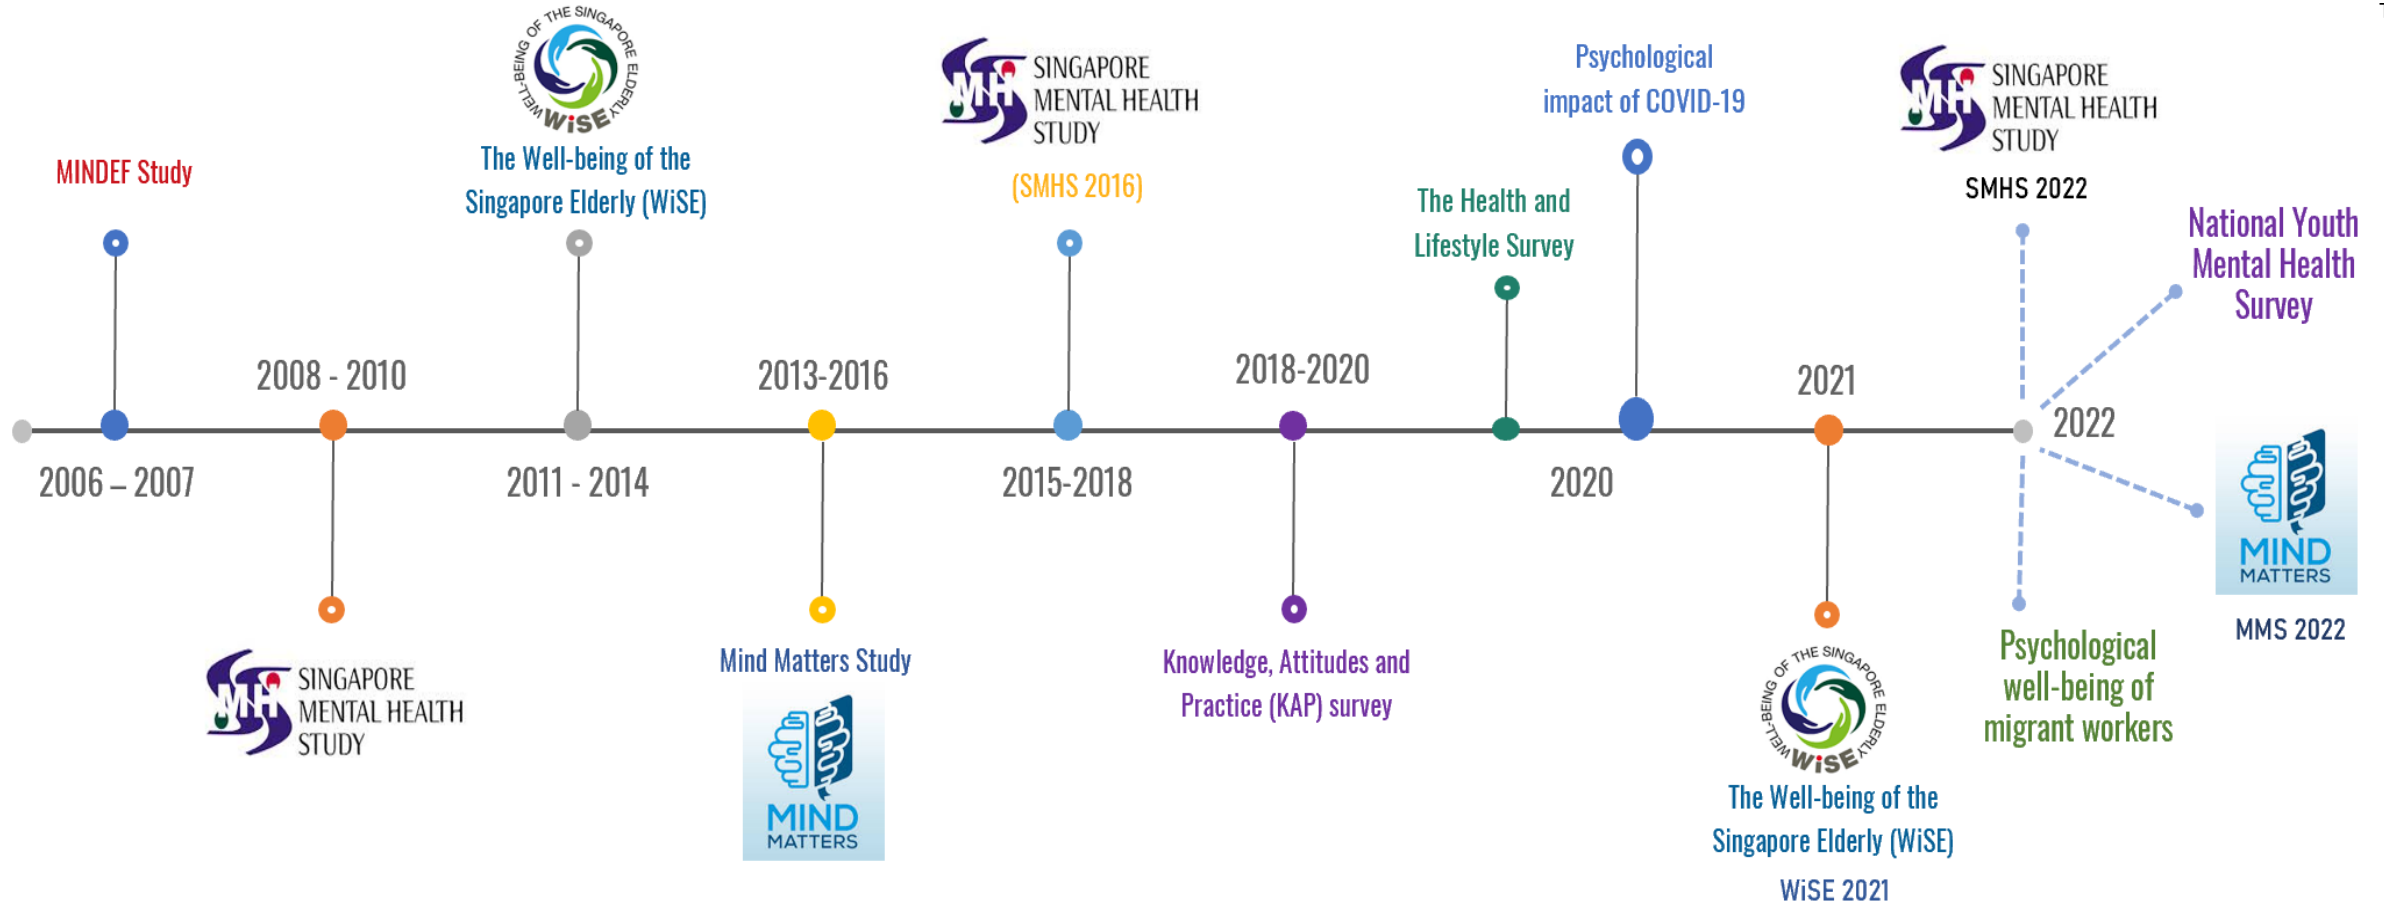 MINDEF Study
2006 – 2007
2008 - 2010
SMHS
SINGAPORE
MENTAL HEALTH
STUDY
WELL-BEING OF THE SINGAPORE ELDERLY
WiSE
The Well-being of the
Singapore Elderly (WiSE)
2011 - 2014
2013-2016
Mind Matters Study
MIND
MATTERS
SMHS
SINGAPORE
MENTAL HEALTH
STUDY
(SMHS 2016)
2015-2018
2018-2020
Knowledge, Attitudes and
Practice (KAP) survey
The Health and
Lifestyle Survey
Psychological
impact of COVID-19
2020
2021
WELL-BEING OF THE SINGAPORE ELDERLY
WiSE
The Well-being of the
Singapore Elderly (WiSE)
WiSE 2021
SMHS
SINGAPORE
MENTAL HEALTH
STUDY
SMHS 2022
National Youth
Mental Health
Survey
2022
MIND
MATTERS
MMS 2022
Psychological
well-being of
migrant workers